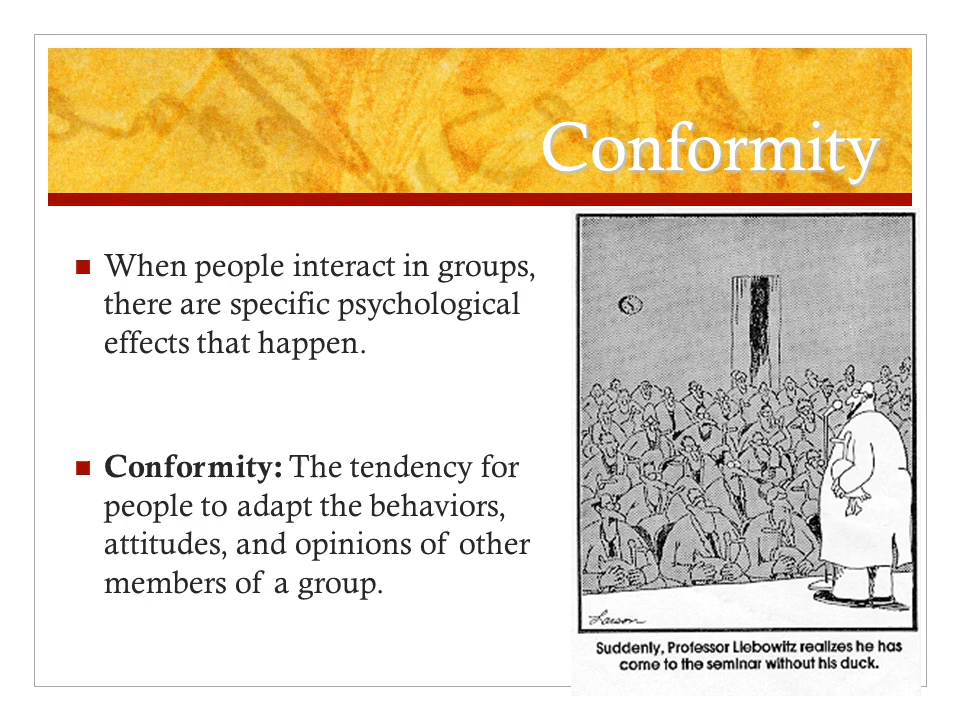 Conformity
When people interact in groups,
there are specific psychological
effects that happen.
Conformity: The tendency for
people to adapt the behaviors,
attitudes, and opinions of other
members of a group.
Larson
Suddenly, Professor Liebowitz realizes he has
come to the seminar without his duck.